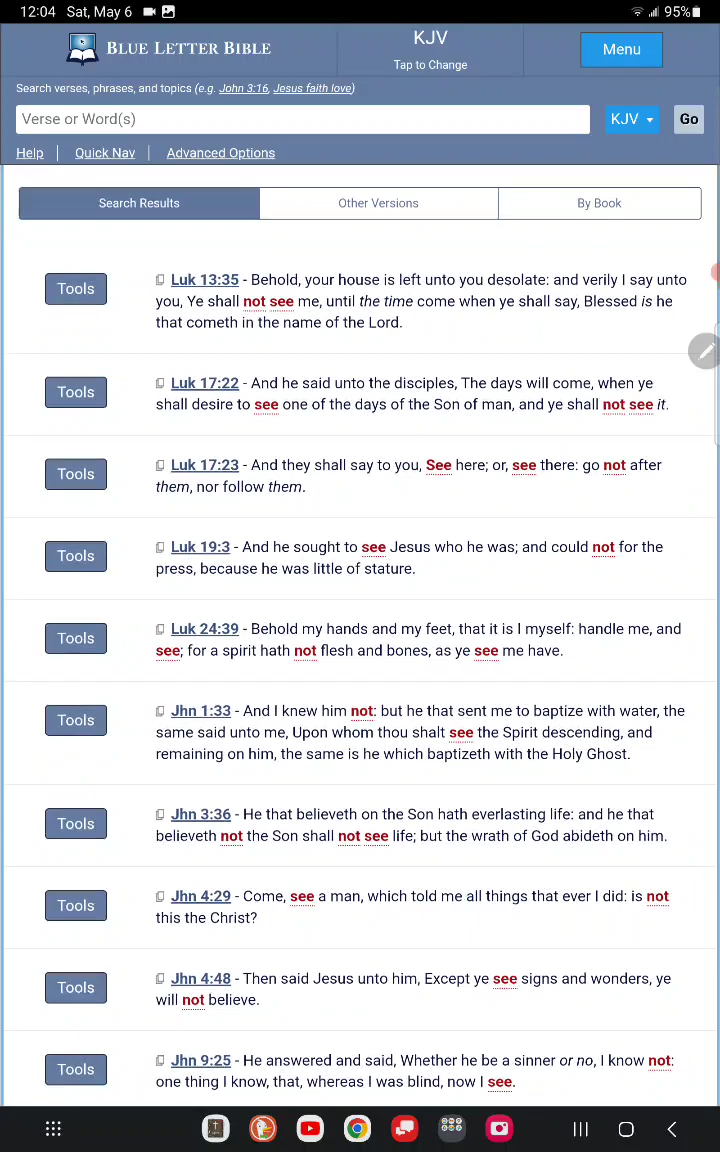 12:04 Sat, May 6 95%
BLUE LETTER BIBLE
KJV
Tap to Change
Menu
Search verses, phrases, and topics (e.g. John 3:16, Jesus faith love)
Verse or Word(s)
KJV
Go
Help
Quick Nav
Advanced Options
Search Results
Other Versions
By Book
Tools
Luk 13:35 - Behold, your house is left unto you desolate: and verily I say unto
you, Ye shall not see me, until the time come when ye shall say, Blessed is he
that cometh in the name of the Lord.
Tools
Luk 17:22 - And he said unto the disciples, The days will come, when ye
shall desire to see one of the days of the Son of man, and ye shall not see it.
Tools
Luk 17:23 - And they shall say to you, See here; or, see there: go not after
them, nor follow them.
Tools
Luk 19:3 - And he sought to see Jesus who he was; and could not for the
press, because he was little of stature.
Tools
Luk 24:39 - Behold my hands and my feet, that it is I myself: handle me, and
see; for a spirit hath not flesh and bones, as ye see me have.
Tools
Jhn 1:33 - And I knew him not: but he that sent me to baptize with water, the
same said unto me, Upon whom thou shalt see the Spirit descending, and
remaining on him, the same is he which baptizeth with the Holy Ghost.
Tools
Jhn 3:36 - He that believeth on the Son hath everlasting life: and he that
believeth not the Son shall not see life; but the wrath of God abideth on him.
Tools
Jhn 4:29 - Come, see a man, which told me all things that ever I did: is not
this the Christ?
Tools
Jhn 4:48 - Then said Jesus unto him, Except ye see signs and wonders, ye
will not believe.
Tools
Jhn 9:25 - He answered and said, Whether he be a sinner or no, I know not:
one thing I know, that, whereas I was blind, now I see.